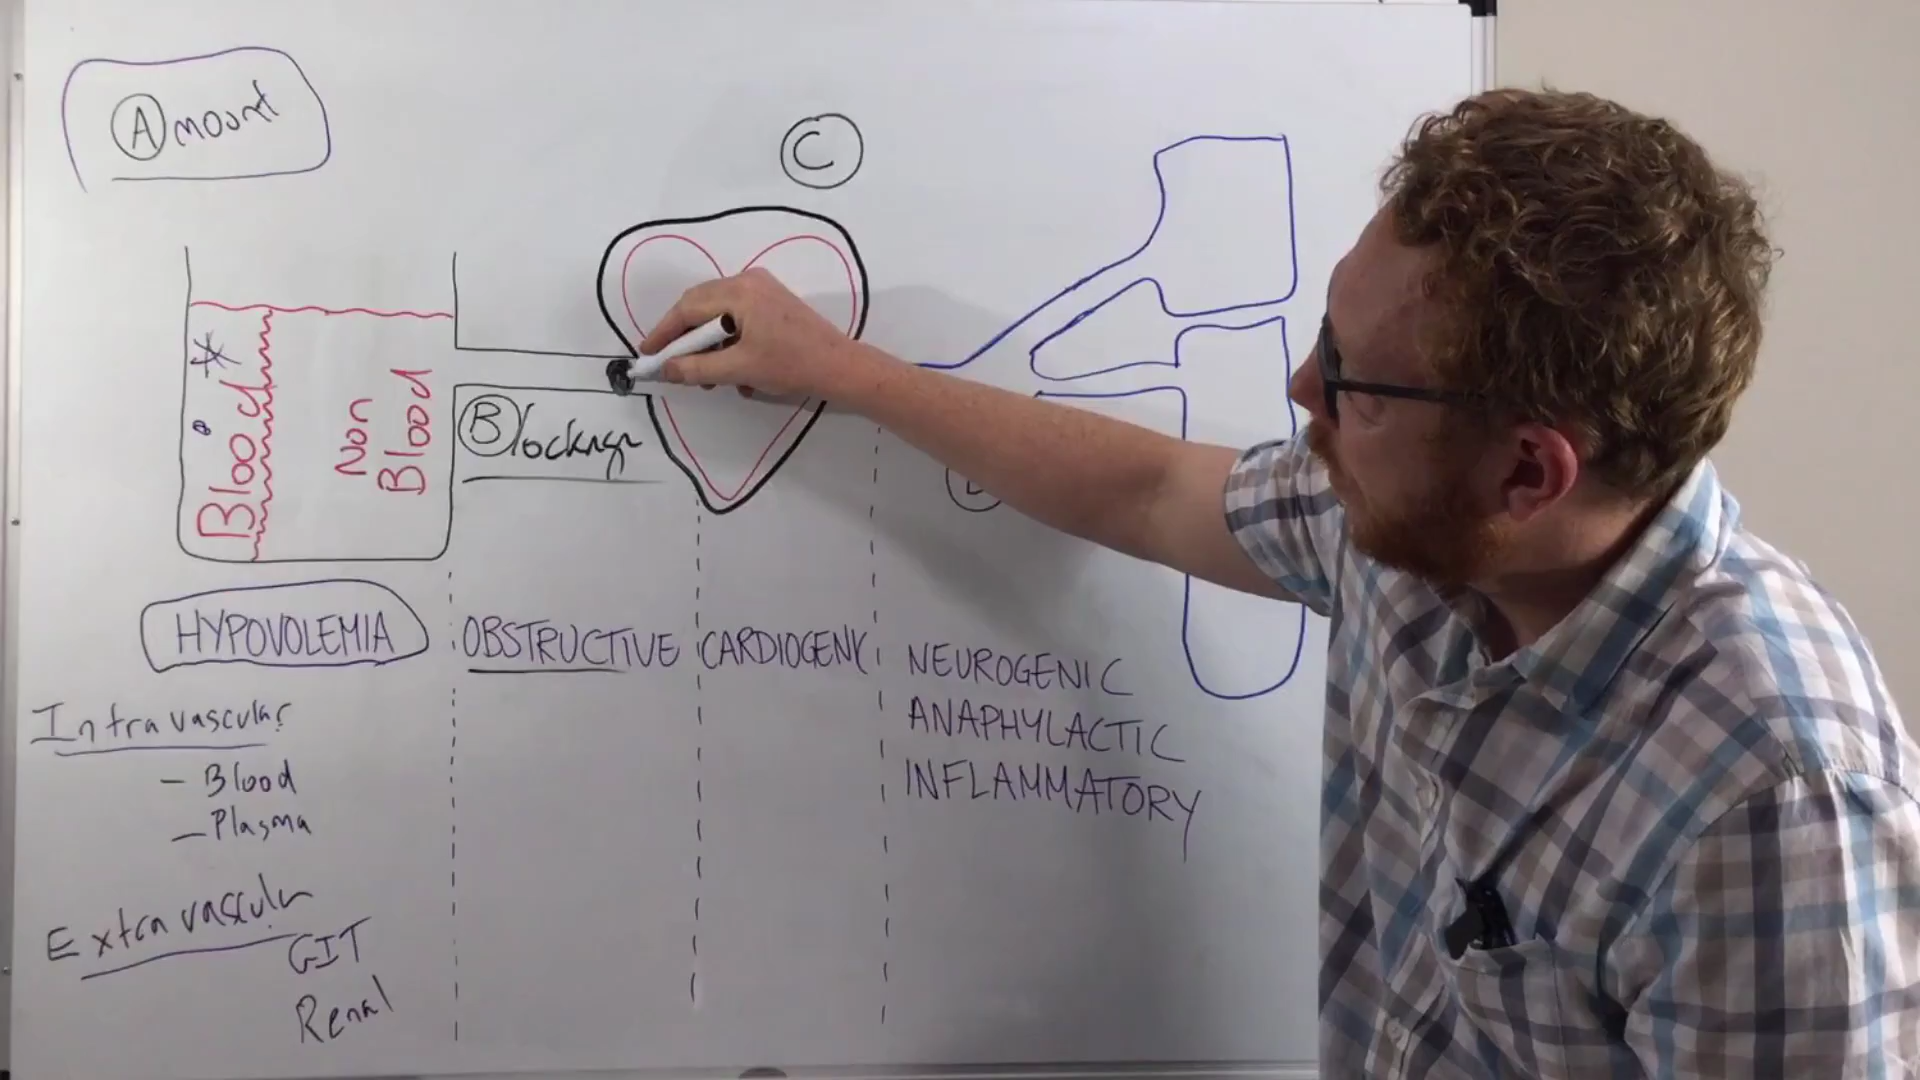 Amount
C
Blood
Non
Blood
Blockage
D
HYPOVOLEMIA
OBSTRUCTIVE
CARDIOGENIC
NEUROGENIC
ANAPHYLACTIC
INFLAMMATORY
Intravascular
- Blood
- Plasma
Extravascular
GIT
Renal